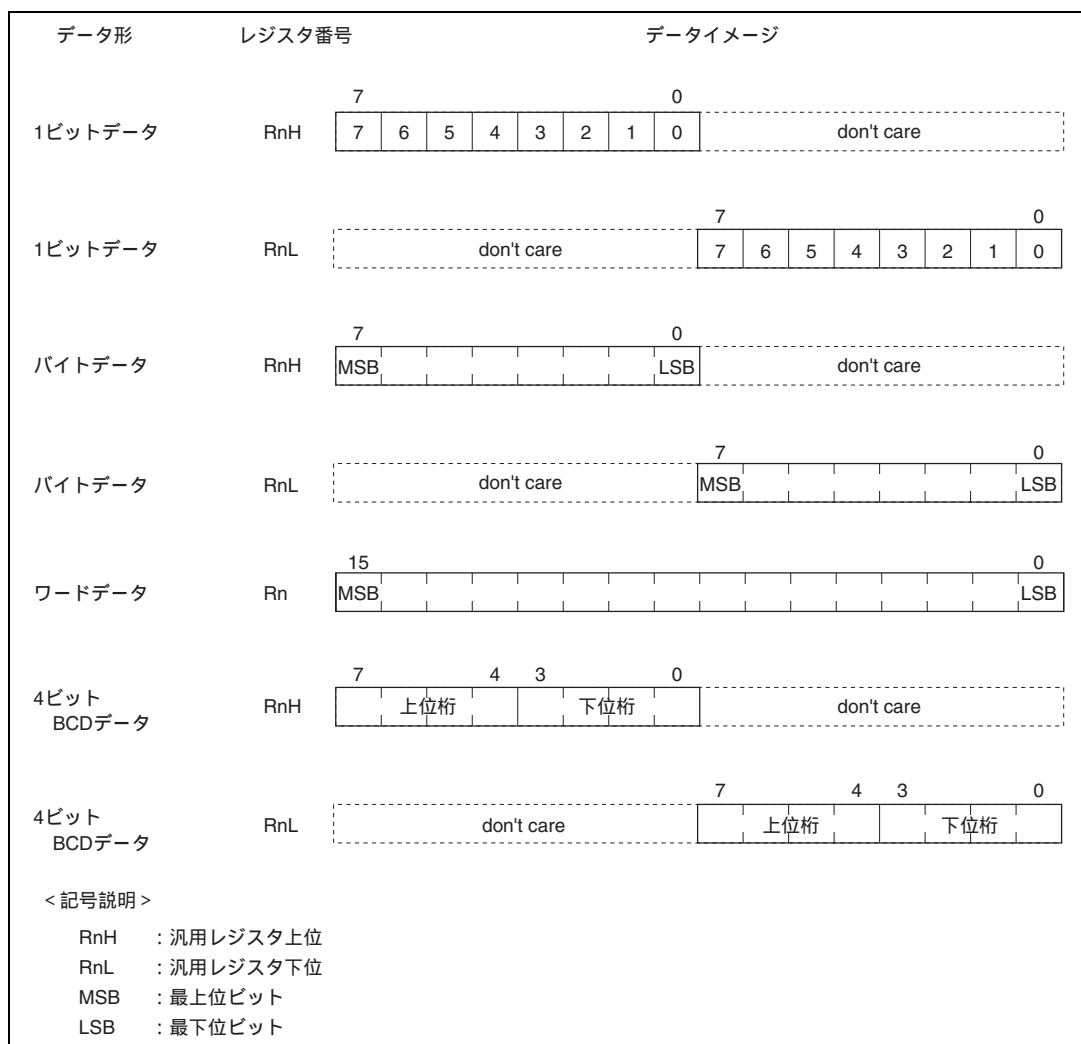 データ形 レジスタ番号 データイメージ
7 0
1ビットデータ RnH 7 6 5 4 3 2 1 0 don't care
7 0
1ビットデータ RnL don't care 7 6 5 4 3 2 1 0
7 0
バイトデータ RnH MSB LSB don't care
7 0
バイトデータ RnL don't care MSB LSB
15 0
ワードデータ Rn MSB LSB
7 4 3 0
4ビット
BCDデータ RnH 上位桁 下位桁 don't care
7 4 3 0
4ビット
BCDデータ RnL don't care 上位桁 下位桁
<記号説明>
RnH :汎用レジスタ上位
RnL :汎用レジスタ下位
MSB :最上位ビット
LSB :最下位ビット